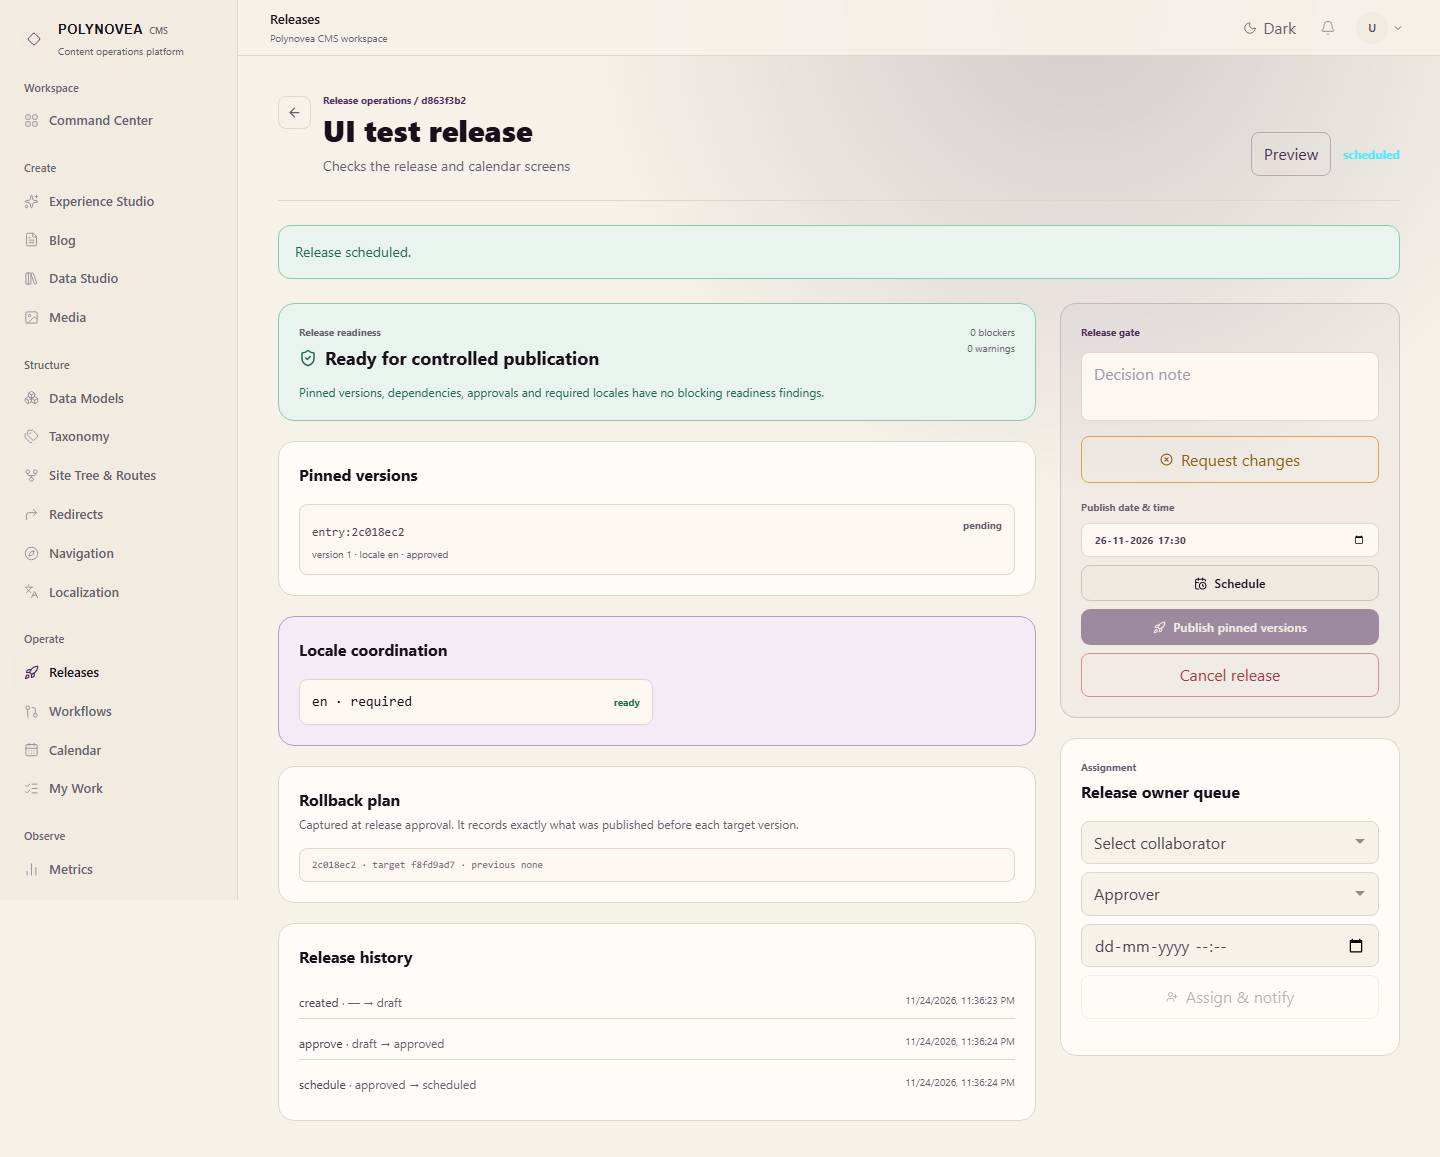 POLYNOVEA CMS
Content operations platform
Workspace
Command Center
Create
Experience Studio
Blog
Data Studio
Media
Structure
Data Models
Taxonomy
Site Tree & Routes
Redirects
Navigation
Localization
Operate
Releases
Workflows
Calendar
My Work
Observe
Metrics
Releases
Polynovea CMS workspace
Dark
U
Release operations / d863f3b2
UI test release
Checks the release and calendar screens
Preview
scheduled
Release scheduled.
Release readiness
Ready for controlled publication
0 blockers
0 warnings
Pinned versions, dependencies, approvals and required locales have no blocking readiness findings.
Pinned versions
entry:2c018ec2
pending
version 1 · locale en · approved
Locale coordination
en · required
ready
Rollback plan
Captured at release approval. It records exactly what was published before each target version.
2c018ec2 · target f8fd9ad7 · previous none
Release history
created · — → draft
11/24/2026, 11:36:23 PM
approve · draft → approved
11/24/2026, 11:36:24 PM
schedule · approved → scheduled
11/24/2026, 11:36:24 PM
Release gate
Decision note
Request changes
Publish date & time
26-11-2026 17:30
Schedule
Publish pinned versions
Cancel release
Assignment
Release owner queue
Select collaborator
Approver
dd-mm-yyyy --:--
Assign & notify